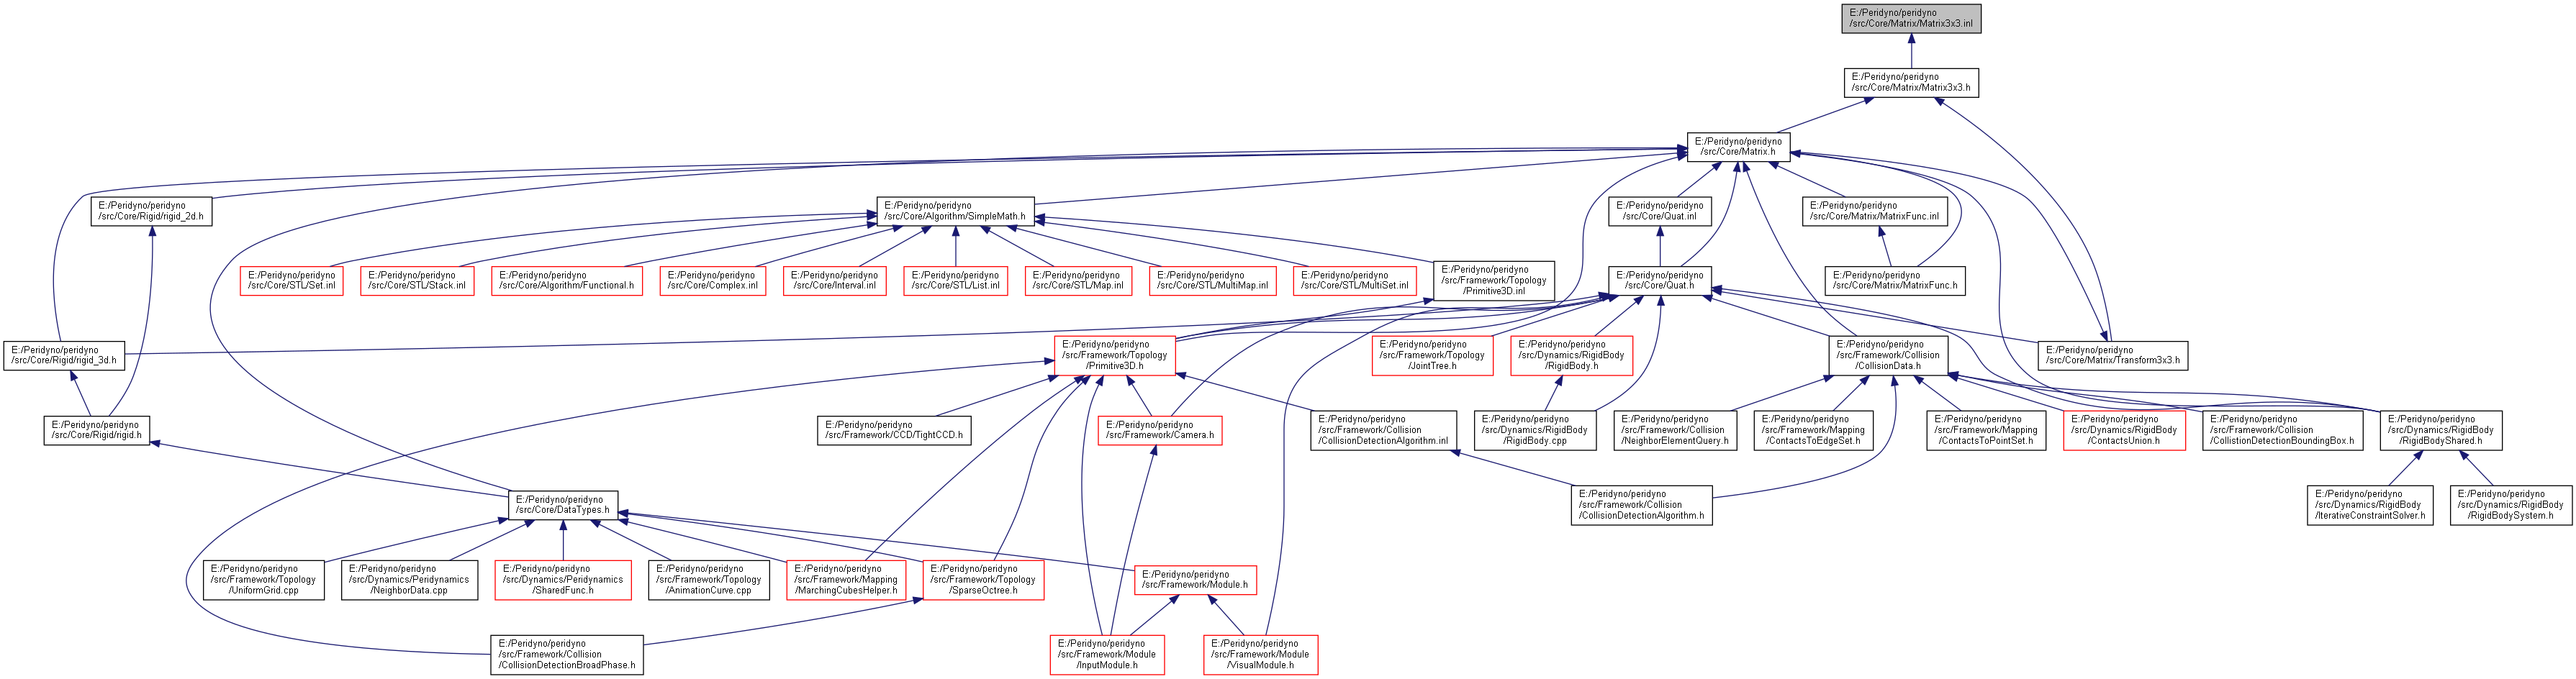 E:/Peridyno/peridyno
/src/Core/Matrix/Matrix3x3.inl
E:/Peridyno/peridyno
/src/Core/Matrix/Matrix3x3.h
E:/Peridyno/peridyno
/src/Core/Matrix.h
E:/Peridyno/peridyno
/src/Core/Rigid/rigid_2d.h
E:/Peridyno/peridyno
/src/Core/Algorithm/SimpleMath.h
E:/Peridyno/peridyno
/src/Core/Quat.inl
E:/Peridyno/peridyno
/src/Core/Matrix/MatrixFunc.inl
E:/Peridyno/peridyno
/src/Core/STL/Set.inl
E:/Peridyno/peridyno
/src/Core/STL/Stack.inl
E:/Peridyno/peridyno
/src/Core/Algorithm/Functional.h
E:/Peridyno/peridyno
/src/Core/Complex.inl
E:/Peridyno/peridyno
/src/Core/Interval.inl
E:/Peridyno/peridyno
/src/Core/STL/List.inl
E:/Peridyno/peridyno
/src/Core/STL/Map.inl
E:/Peridyno/peridyno
/src/Core/STL/MultiMap.inl
E:/Peridyno/peridyno
/src/Core/STL/MultiSet.inl
E:/Peridyno/peridyno
/src/Framework/Topology
/Primitive3D.inl
E:/Peridyno/peridyno
/src/Core/Quat.h
E:/Peridyno/peridyno
/src/Core/Matrix/MatrixFunc.h
E:/Peridyno/peridyno
/src/Core/Rigid/rigid_3d.h
E:/Peridyno/peridyno
/src/Framework/Topology
/Primitive3D.h
E:/Peridyno/peridyno
/src/Framework/Topology
/JointTree.h
E:/Peridyno/peridyno
/src/Dynamics/RigidBody
/RigidBody.h
E:/Peridyno/peridyno
/src/Framework/Collision
/CollisionData.h
E:/Peridyno/peridyno
/src/Core/Matrix/Transform3x3.h
E:/Peridyno/peridyno
/src/Core/Rigid/rigid.h
E:/Peridyno/peridyno
/src/Framework/CCD/TightCCD.h
E:/Peridyno/peridyno
/src/Framework/Camera.h
E:/Peridyno/peridyno
/src/Framework/Collision
/CollisionDetectionAlgorithm.inl
E:/Peridyno/peridyno
/src/Dynamics/RigidBody
/RigidBody.cpp
E:/Peridyno/peridyno
/src/Framework/Collision
/NeighborElementQuery.h
E:/Peridyno/peridyno
/src/Framework/Mapping
/ContactsToEdgeSet.h
E:/Peridyno/peridyno
/src/Framework/Mapping
/ContactsToPointSet.h
E:/Peridyno/peridyno
/src/Dynamics/RigidBody
/ContactsUnion.h
E:/Peridyno/peridyno
/src/Framework/Collision
/CollistionDetectionBoundingBox.h
E:/Peridyno/peridyno
/src/Dynamics/RigidBody
/RigidBodyShared.h
E:/Peridyno/peridyno
/src/Core/DataTypes.h
E:/Peridyno/peridyno
/src/Framework/Collision
/CollisionDetectionAlgorithm.h
E:/Peridyno/peridyno
/src/Dynamics/RigidBody
/IterativeConstraintSolver.h
E:/Peridyno/peridyno
/src/Dynamics/RigidBody
/RigidBodySystem.h
E:/Peridyno/peridyno
/src/Framework/Topology
/UniformGrid.cpp
E:/Peridyno/peridyno
/src/Dynamics/Peridynamics
/NeighborData.cpp
E:/Peridyno/peridyno
/src/Dynamics/Peridynamics
/SharedFunc.h
E:/Peridyno/peridyno
/src/Framework/Topology
/AnimationCurve.cpp
E:/Peridyno/peridyno
/src/Framework/Mapping
/MarchingCubesHelper.h
E:/Peridyno/peridyno
/src/Framework/Topology
/SparseOctree.h
E:/Peridyno/peridyno
/src/Framework/Module.h
E:/Peridyno/peridyno
/src/Framework/Collision
/CollisionDetectionBroadPhase.h
E:/Peridyno/peridyno
/src/Framework/Module
/InputModule.h
E:/Peridyno/peridyno
/src/Framework/Module
/VisualModule.h